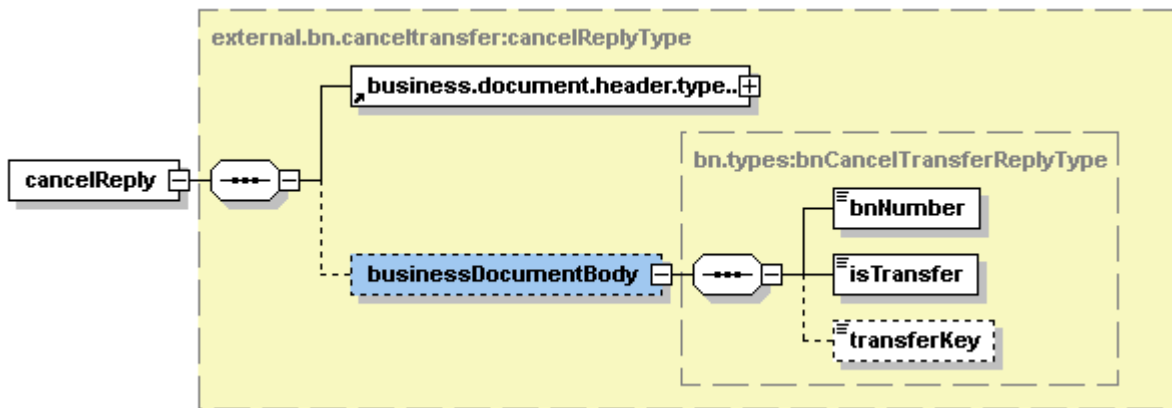 external.bn.canceltransfer:cancelReplyType
business.document.header.type..
bn.types:bnCancelTransferReplyType
cancelReply
bnNumber
businessDocumentBody
isTransfer
transferKey